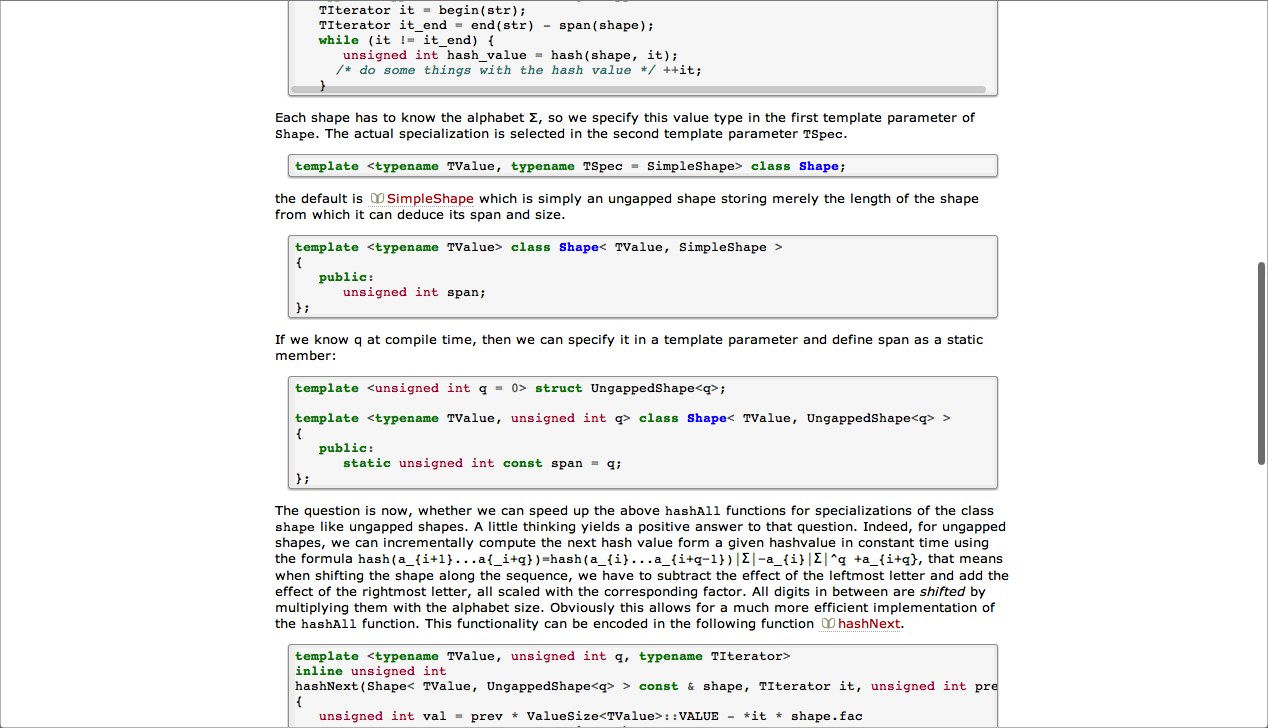 TIterator it = begin(str);
TIterator it_end = end(str) - span(shape);
while (it != it_end) {
unsigned int hash_value = hash(shape, it);
/* do some things with the hash value */ ++it;
}
Each shape has to know the alphabet Σ, so we specify this value type in the first template parameter of
Shape. The actual specialization is selected in the second template parameter TSpec.
template <typename TValue, typename TSpec = SimpleShape> class Shape;
the default is SimpleShape which is simply an ungapped shape storing merely the length of the shape
from which it can deduce its span and size.
template <typename TValue> class Shape< TValue, SimpleShape >
{
public:
unsigned int span;
};
If we know q at compile time, then we can specify it in a template parameter and define span as a static
member:
template <unsigned int q = 0> struct UngappedShape<q>;
template <typename TValue, unsigned int q> class Shape< TValue, UngappedShape<q> >
{
public:
static unsigned int const span = q;
};
The question is now, whether we can speed up the above hashAll functions for specializations of the class
shape like ungapped shapes. A little thinking yields a positive answer to that question. Indeed, for ungapped
shapes, we can incrementally compute the next hash value form a given hashvalue in constant time using
the formula hash(a_{i+1}...a{_i+q})=hash(a_{i}...a_{i+q-1})|Σ|-a_{i}|Σ|^q +a_{i+q}, that means
when shifting the shape along the sequence, we have to subtract the effect of the leftmost letter and add the
effect of the rightmost letter, all scaled with the corresponding factor. All digits in between are shifted by
multiplying them with the alphabet size. Obviously this allows for a much more efficient implementation of
the hashAll function. This functionality can be encoded in the following function hashNext.
template <typename TValue, unsigned int q, typename TIterator>
inline unsigned int
hashNext(Shape< TValue, UngappedShape<q> > const & shape, TIterator it, unsigned int pre
{
unsigned int val = prev * ValueSize<TValue>::VALUE - *it * shape.fac